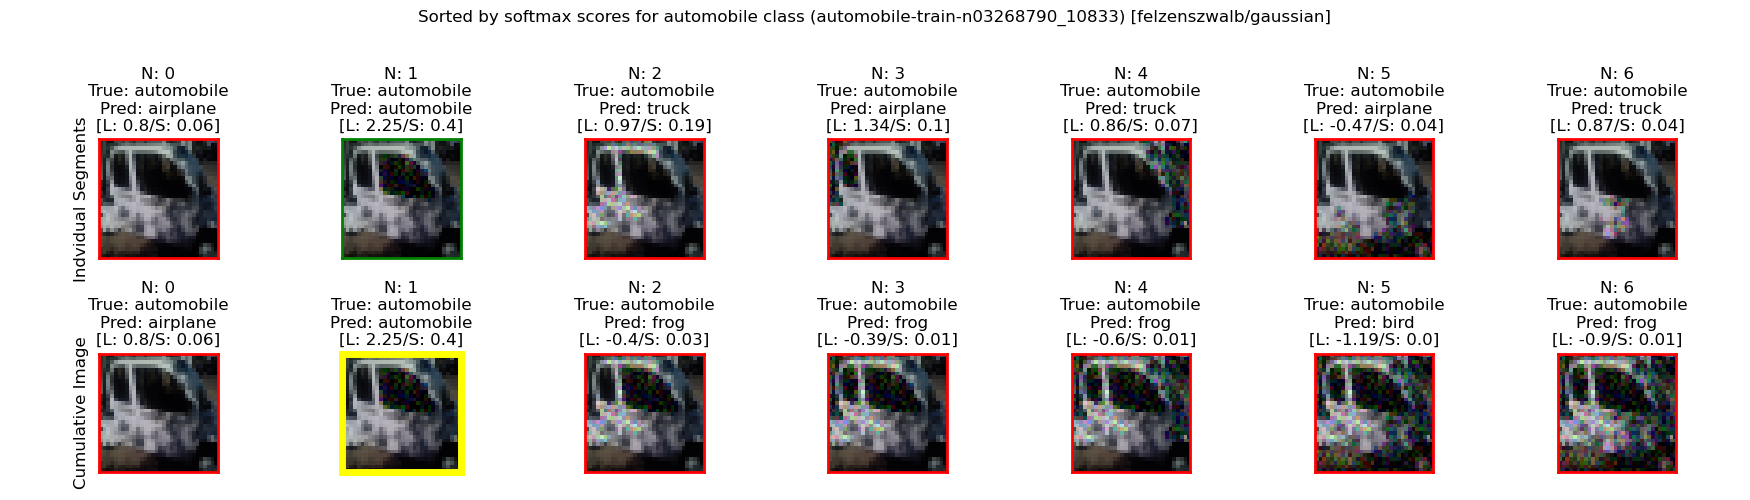 Sorted by softmax scores for automobile class (automobile-train-n03268790_10833) [felzenszwalb/gaussian]
Indvidual Segments
N: 0
True: automobile
Pred: airplane
[L: 0.8/S: 0.06]
N: 1
True: automobile
Pred: automobile
[L: 2.25/S: 0.4]
N: 2
True: automobile
Pred: truck
[L: 0.97/S: 0.19]
N: 3
True: automobile
Pred: airplane
[L: 1.34/S: 0.1]
N: 4
True: automobile
Pred: truck
[L: 0.86/S: 0.07]
N: 5
True: automobile
Pred: airplane
[L: -0.47/S: 0.04]
N: 6
True: automobile
Pred: truck
[L: 0.87/S: 0.04]
Cumulative Image
N: 0
True: automobile
Pred: airplane
[L: 0.8/S: 0.06]
N: 1
True: automobile
Pred: automobile
[L: 2.25/S: 0.4]
N: 2
True: automobile
Pred: frog
[L: -0.4/S: 0.03]
N: 3
True: automobile
Pred: frog
[L: -0.39/S: 0.01]
N: 4
True: automobile
Pred: frog
[L: -0.6/S: 0.01]
N: 5
True: automobile
Pred: bird
[L: -1.19/S: 0.0]
N: 6
True: automobile
Pred: frog
[L: -0.9/S: 0.01]